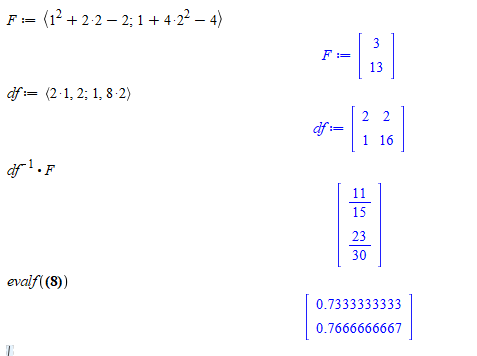 F := ⟨1² + 2·2 − 2; 1 + 4·2² − 4⟩
F := [3; 13]
df := ⟨2·1, 2; 1, 8·2⟩
df := [2 2; 1 16]
df⁻¹ · F
[11/15; 23/30]
evalf((8))
[0.7333333333; 0.7666666667]